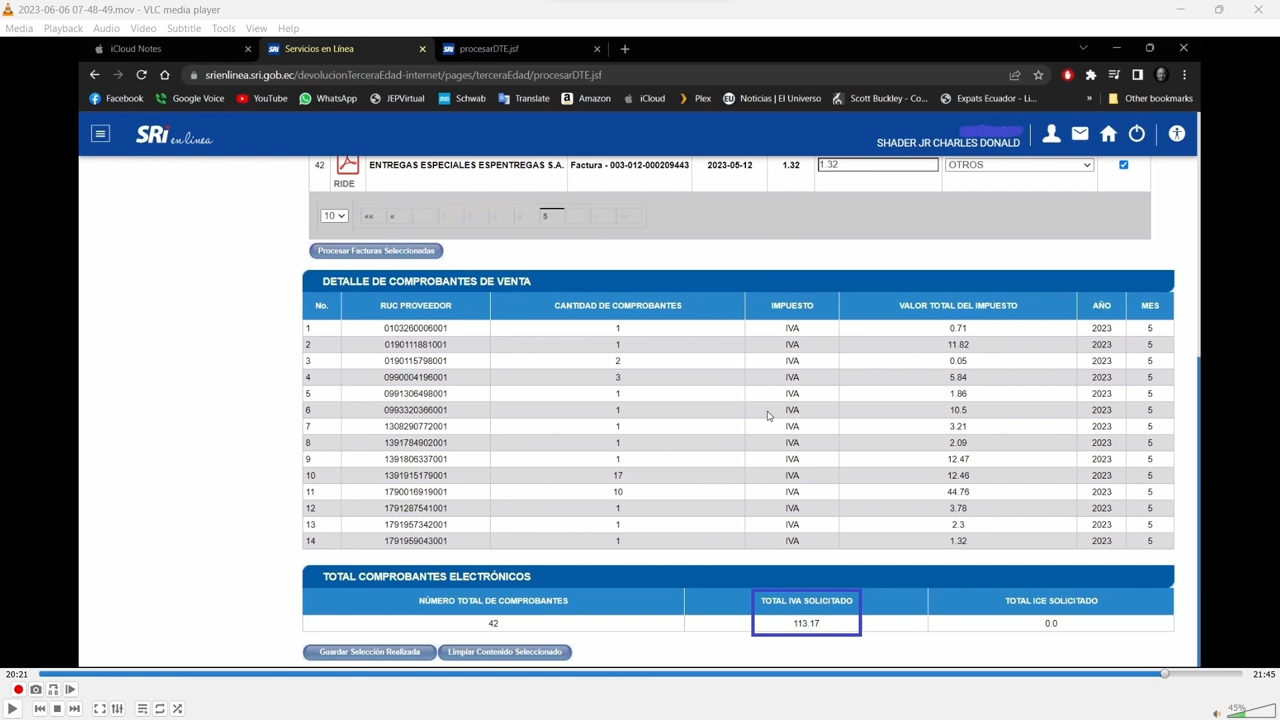 2023-06-06 07-48-49.mov - VLC media player
Media Playback Audio Video Subtitle Tools View Help
iCloud Notes
Servicios en Línea
procesarDTE.jsf
srienlinea.sri.gob.ec/devolucionTerceraEdad-internet/pages/terceraEdad/procesarDTE.jsf
Facebook Google Voice YouTube WhatsApp JEPVirtual Schwab Translate Amazon iCloud Plex Noticias | El Universo Scott Buckley - Co... Expats Ecuador - Li... » Other bookmarks
SRi en línea
SHADER JR CHARLES DONALD
42 RIDE ENTREGAS ESPECIALES ESPENTREGAS S.A. Factura - 003-012-000209443 2023-05-12 1.32 1.32 OTROS
10 «« « 5
Procesar Facturas Seleccionadas
DETALLE DE COMPROBANTES DE VENTA
No. RUC PROVEEDOR CANTIDAD DE COMPROBANTES IMPUESTO VALOR TOTAL DEL IMPUESTO AÑO MES
1 0103260006001 1 IVA 0.71 2023 5
2 0190111881001 1 IVA 11.82 2023 5
3 0190115798001 2 IVA 0.05 2023 5
4 0990004196001 3 IVA 5.84 2023 5
5 0991306498001 1 IVA 1.86 2023 5
6 0993320366001 1 IVA 10.5 2023 5
7 1308290772001 1 IVA 3.21 2023 5
8 1391784902001 1 IVA 2.09 2023 5
9 1391806337001 1 IVA 12.47 2023 5
10 1391915179001 17 IVA 12.46 2023 5
11 1790016919001 10 IVA 44.76 2023 5
12 1791287541001 1 IVA 3.78 2023 5
13 1791957342001 1 IVA 2.3 2023 5
14 1791959043001 1 IVA 1.32 2023 5
TOTAL COMPROBANTES ELECTRÓNICOS
NÚMERO TOTAL DE COMPROBANTES TOTAL IVA SOLICITADO TOTAL ICE SOLICITADO
42 113.17 0.0
Guardar Selección Realizada Limpiar Contenido Seleccionado
20:21 21:45
45%